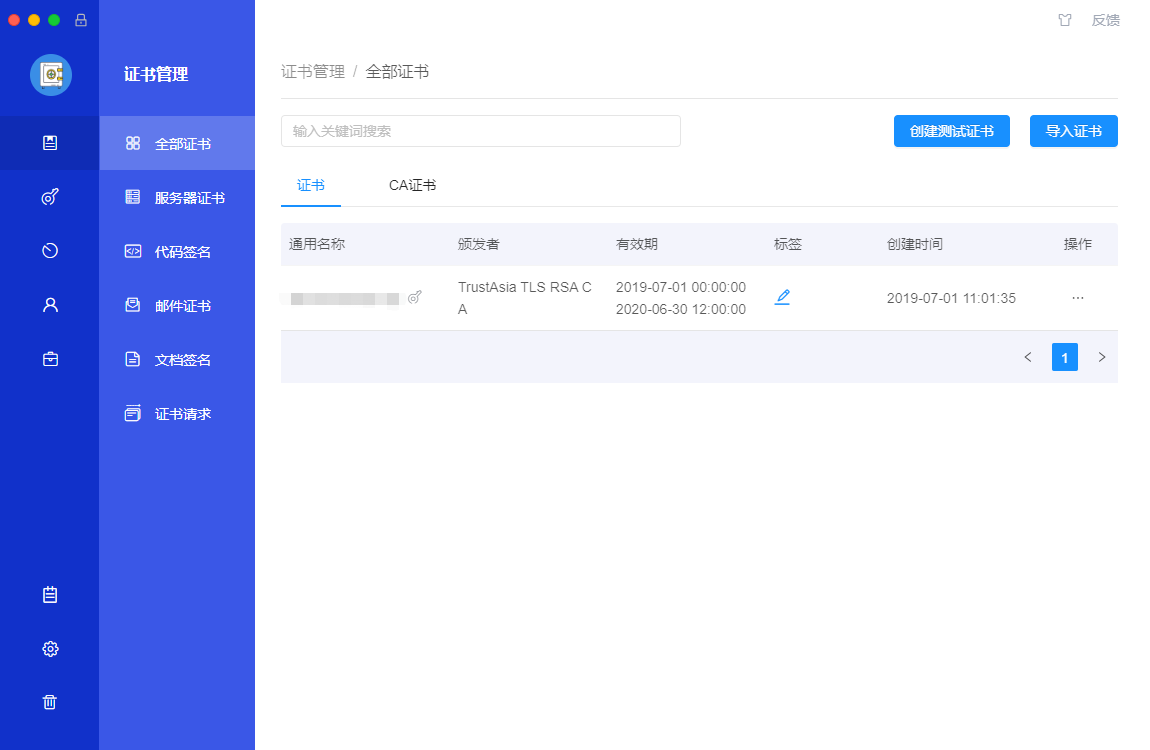 反馈
证书管理
证书管理 / 全部证书
输入关键词搜索
创建测试证书
导入证书
全部证书
服务器证书
代码签名
邮件证书
文档签名
证书请求
证书
CA证书
通用名称 颁发者 有效期 标签 创建时间 操作
TrustAsia TLS RSA C
A
2019-07-01 00:00:00
2020-06-30 12:00:00
2019-07-01 11:01:35
···
< 1 >